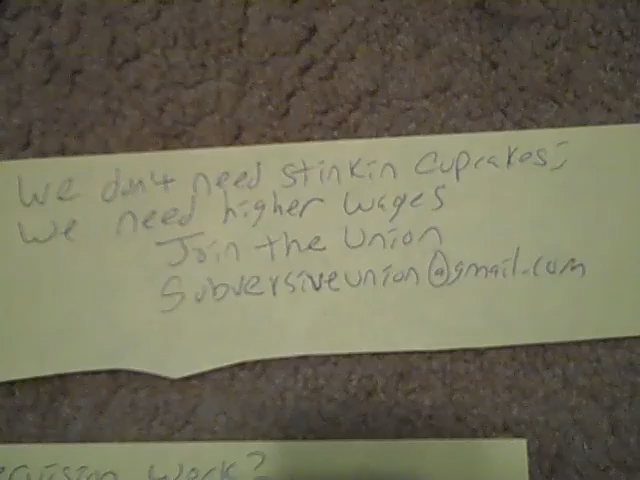 We don't need stinkin cupcakes;
We need higher wages
Join the Union
Subversiveunion@gmail.com
work?